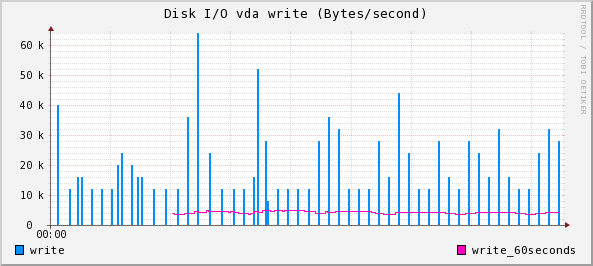 Disk I/O vda write (Bytes/second)
60 k
50 k
40 k
30 k
20 k
10 k
0
00:00
write
write_60seconds
RRDTOOL / TOBI OETIKER